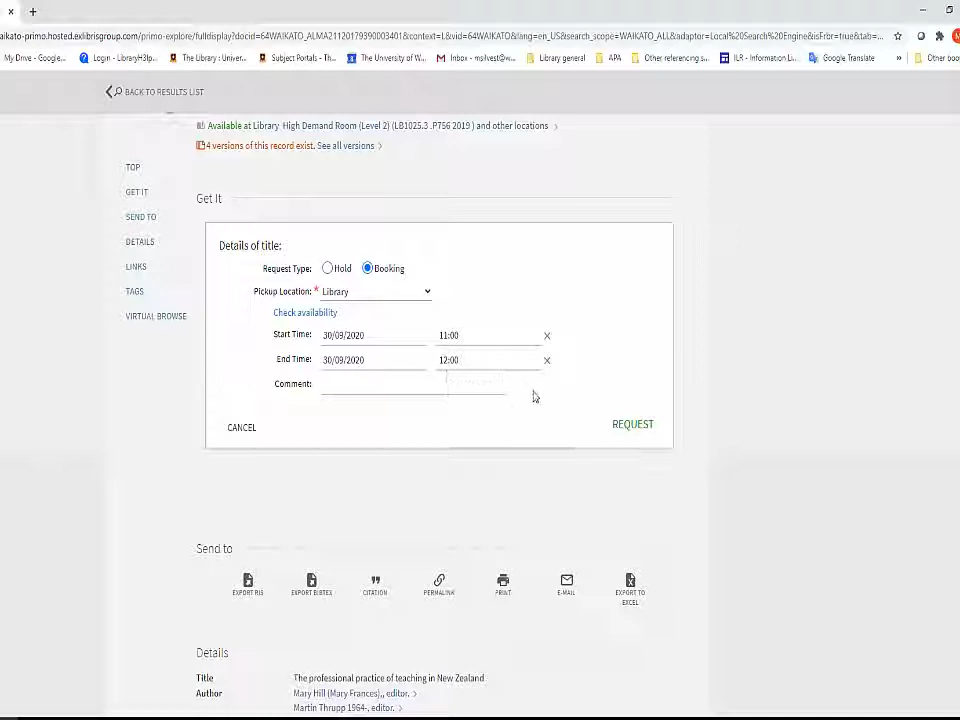 aikato-primo.hosted.exlibrisgroup.com/primo-explore/fulldisplay?docid=64WAIKATO_ALMA21120179390003401&context=L&vid=64WAIKATO&lang=en_US&search_scope=WAIKATO_ALL&adaptor=Local%20Search%20Engine&isFrbr=true&tab=...
My Drive - Google... Login - LibraryH3lp... The Library : Univer... Subject Portals - Th... The University of W... Inbox - msilvest@w... Library general APA Other referencing s... ILR - Information Li... Google Translate » Other boo
BACK TO RESULTS LIST
Available at Library High Demand Room (Level 2) (LB1025.3 .P756 2019 ) and other locations >
4 versions of this record exist. See all versions >
TOP
GET IT
SEND TO
DETAILS
LINKS
TAGS
VIRTUAL BROWSE
Get It
Details of title:
Request Type: Hold Booking
Pickup Location: * Library
Check availability
Start Time: 30/09/2020 11:00
End Time: 30/09/2020 12:00
Comment:
CANCEL REQUEST
Send to
EXPORT RIS EXPORT BIBTEX CITATION PERMALINK PRINT E-MAIL EXPORT TO EXCEL
Details
Title The professional practice of teaching in New Zealand
Author Mary Hill (Mary Frances),, editor. >
Martin Thrupp 1964-, editor. >